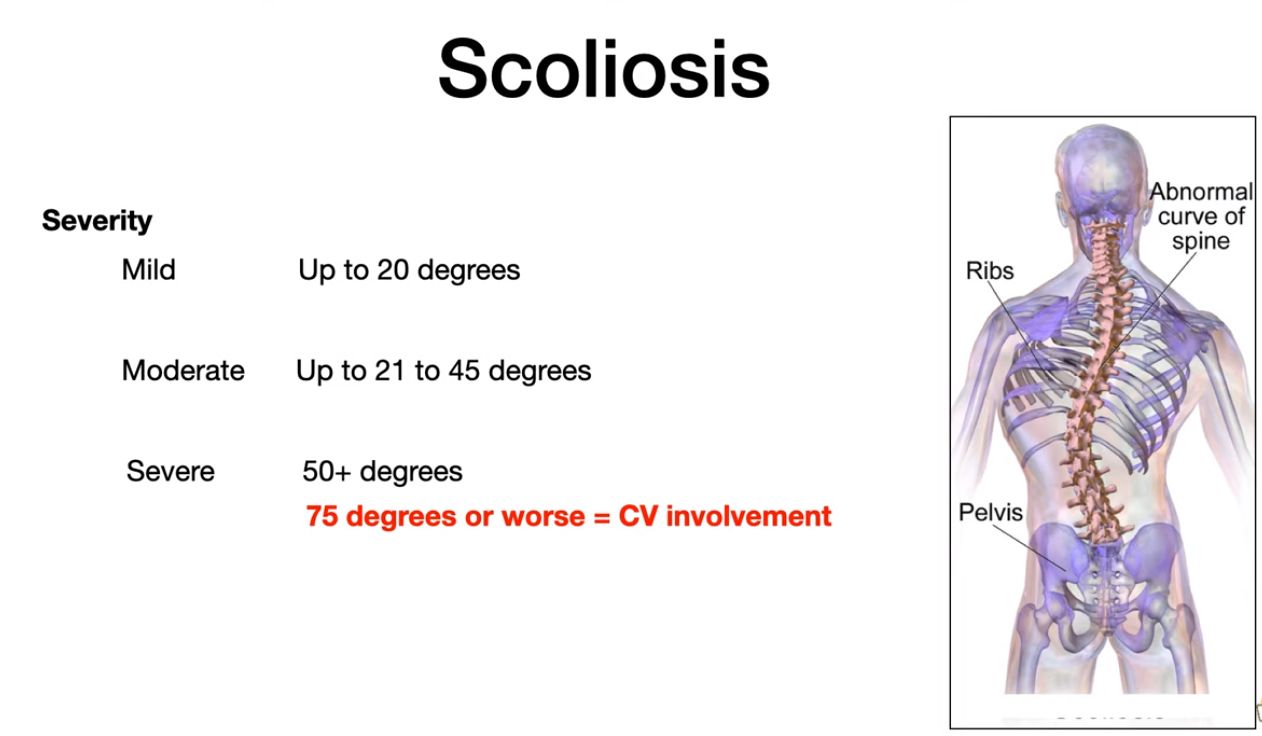 Scoliosis
Severity
Mild Up to 20 degrees
Moderate Up to 21 to 45 degrees
Severe 50+ degrees
75 degrees or worse = CV involvement
Abnormal
curve of
spine
Ribs
Pelvis